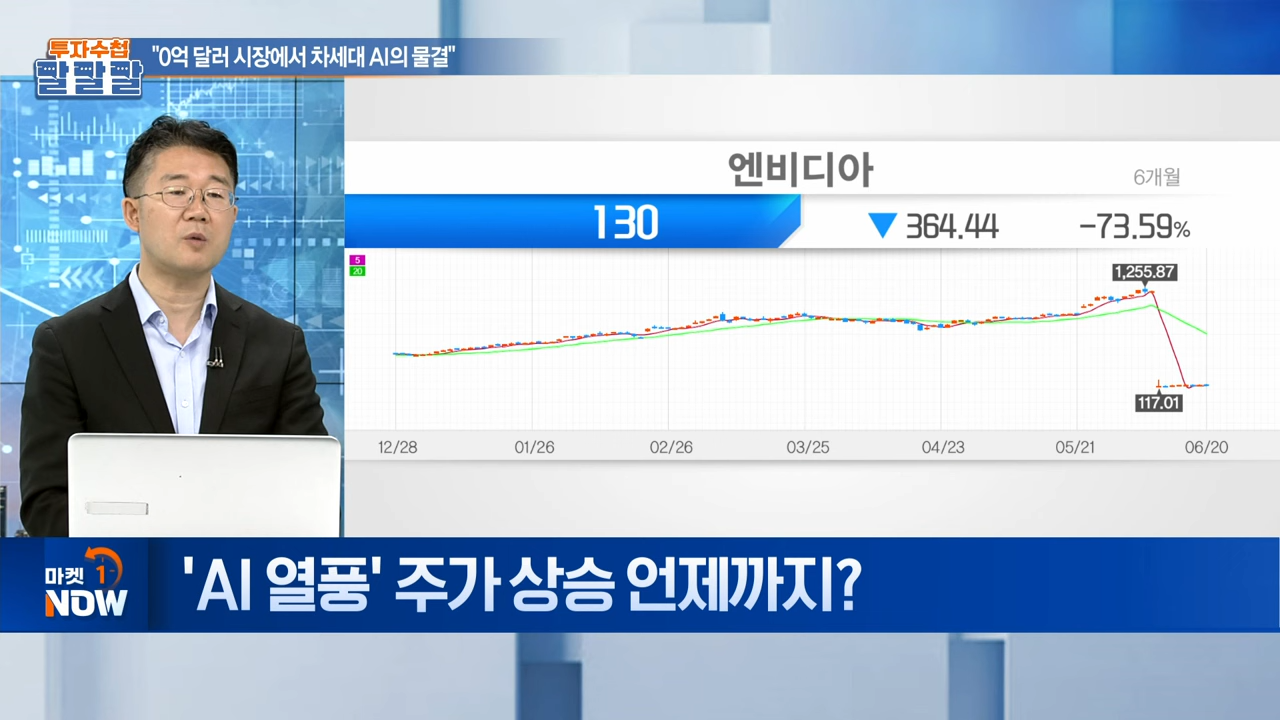 투자수첩
팔팔팔
"0억 달러 시장에서 차세대 AI의 물결"
엔비디아
6개월
130
▼ 364.44
-73.59%
5
20
1,255.87
117.01
12/28
01/26
02/26
03/25
04/23
05/21
06/20
마켓 1
NOW
'AI 열풍' 주가 상승 언제까지?